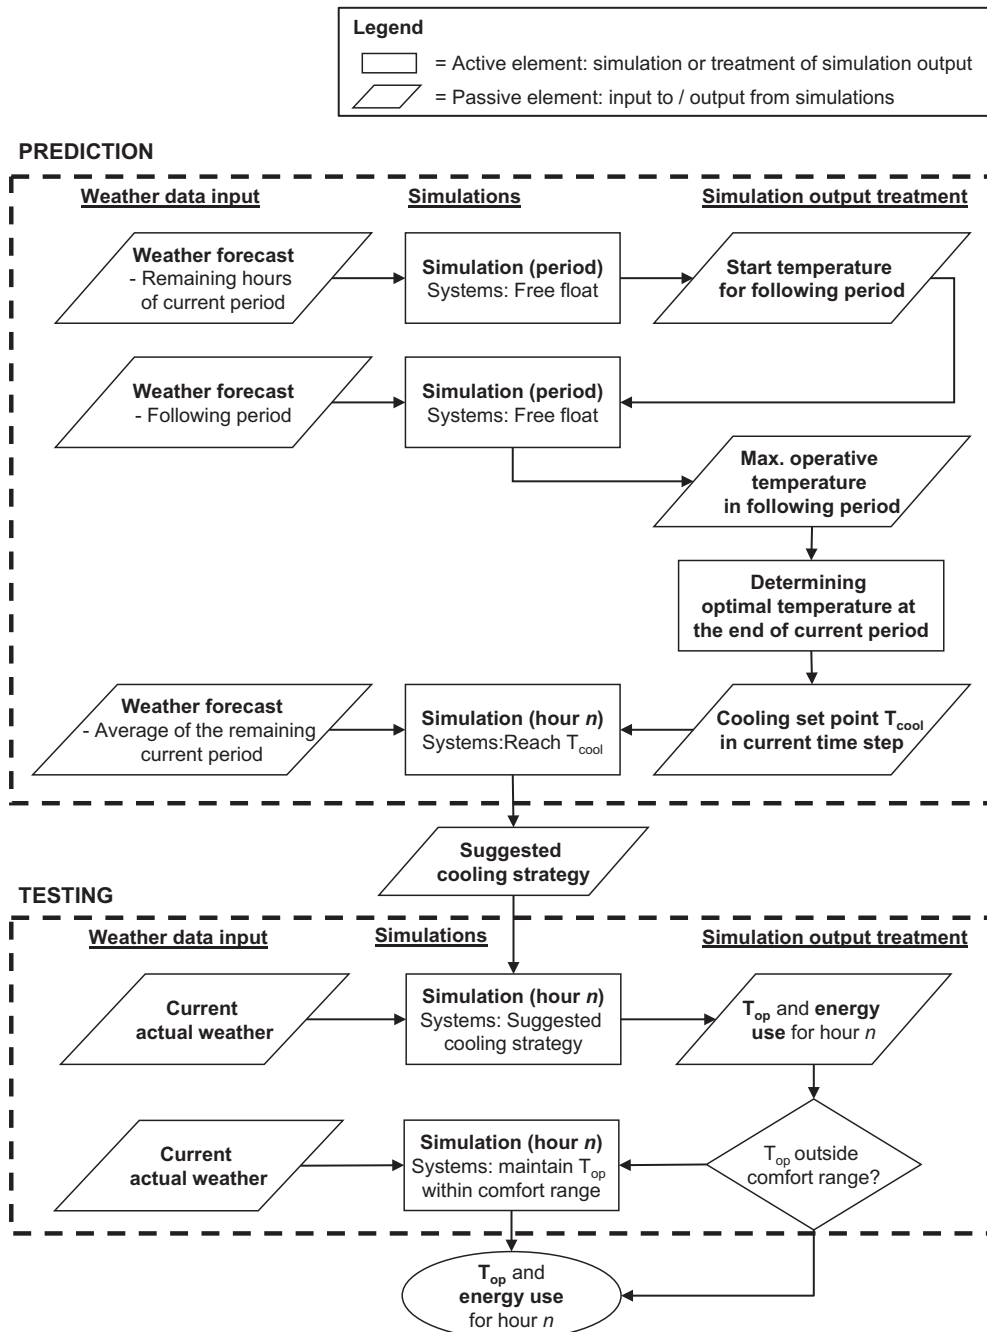 Legend
= Active element: simulation or treatment of simulation output
= Passive element: input to / output from simulations
PREDICTION
Weather data input
Simulations
Simulation output treatment
Weather forecast
- Remaining hours
of current period
Simulation (period)
Systems: Free float
Start temperature
for following period
Weather forecast
- Following period
Simulation (period)
Systems: Free float
Max. operative
temperature
in following period
Determining
optimal temperature at
the end of current period
Weather forecast
- Average of the remaining
current period
Simulation (hour n)
Systems:Reach Tcool
Cooling set point Tcool
in current time step
Suggested
cooling strategy
TESTING
Weather data input
Simulations
Simulation output treatment
Current
actual weather
Simulation (hour n)
Systems: Suggested
cooling strategy
Top and energy
use for hour n
Current
actual weather
Simulation (hour n)
Systems: maintain Top
within comfort range
Top outside
comfort range?
Top and
energy use
for hour n